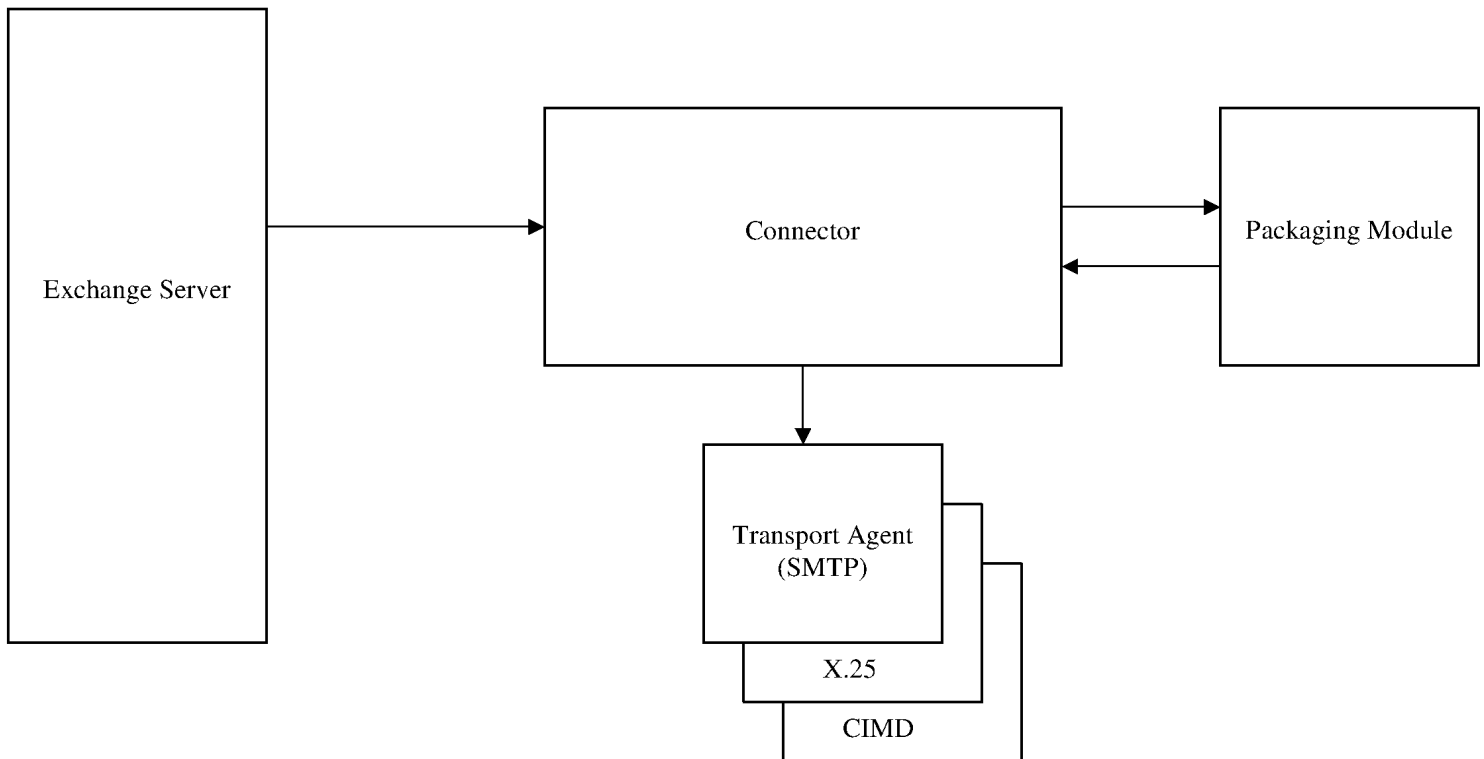 Exchange Server
Connector
Packaging Module
Transport Agent
(SMTP)
X.25
CIMD